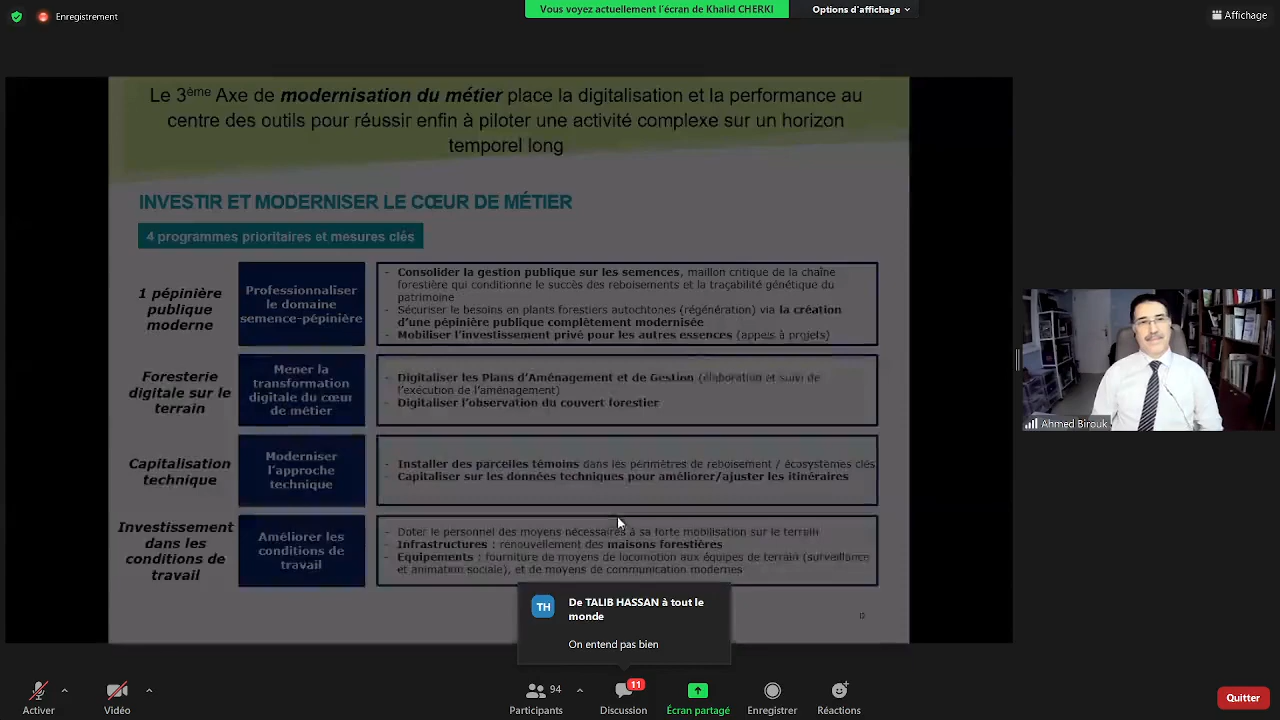 Enregistrement
Vous voyez actuellement l'écran de Khalid CHERKI
Options d'affichage
Affichage
Le 3ème Axe de modernisation du métier place la digitalisation et la performance au
centre des outils pour réussir enfin à piloter une activité complexe sur un horizon
temporel long
INVESTIR ET MODERNISER LE CŒUR DE MÉTIER
4 programmes prioritaires et mesures clés
1 pépinière
publique
moderne
Professionnaliser
le domaine
semence-pépinière
- Consolider la gestion publique sur les semences, maillon critique de la chaîne
forestière qui conditionne le succès des reboisements et la traçabilité génétique du
patrimoine
- Sécuriser le besoins en plants forestiers autochtones (régénération) via la création
d'une pépinière publique complètement modernisée
- Mobiliser l'investissement privé pour les autres essences (appels à projets)
Foresterie
digitale sur le
terrain
Mener la
transformation
digitale du cœur
de métier
- Digitaliser les Plans d'Aménagement et de Gestion (élaboration et suivi de
l'exécution de l'aménagement)
- Digitaliser l'observation du couvert forestier
Capitalisation
technique
Moderniser
l'approche
technique
- Installer des parcelles témoins dans les périmètres de reboisement / écosystèmes clés
- Capitaliser sur les données techniques pour améliorer/ajuster les itinéraires
Investissement
dans les
conditions de
travail
Améliorer les
conditions de
travail
- Doter le personnel des moyens nécessaires à sa forte mobilisation sur le terrain
- Infrastructures : renouvellement des maisons forestières
- Equipements : fourniture de moyens de locomotion aux équipes de terrain (surveillance
et animation sociale), et de moyens de communication modernes
Ahmed Birouk
TH
De TALIB HASSAN à tout le
monde
On entend pas bien
Activer
Vidéo
94
Participants
11
Discussion
Écran partagé
Enregistrer
Réactions
Quitter